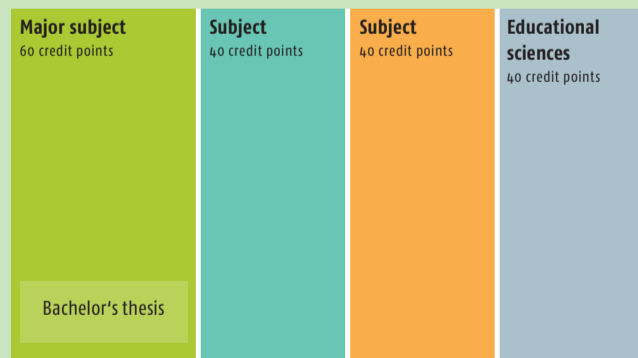 Major subject
60 credit points
Subject
40 credit points
Subject
40 credit points
Educational
sciences
40 credit points
Bachelor‘s thesis